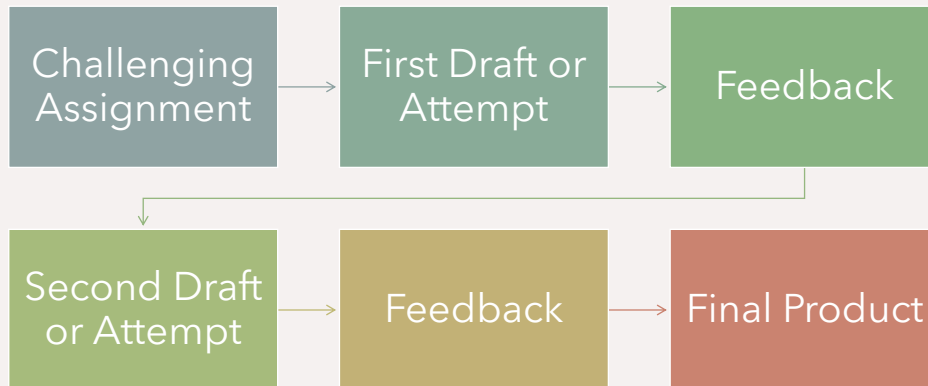 Challenging
Assignment
First Draft or
Attempt
Feedback
Second Draft
or Attempt
Feedback
Final Product